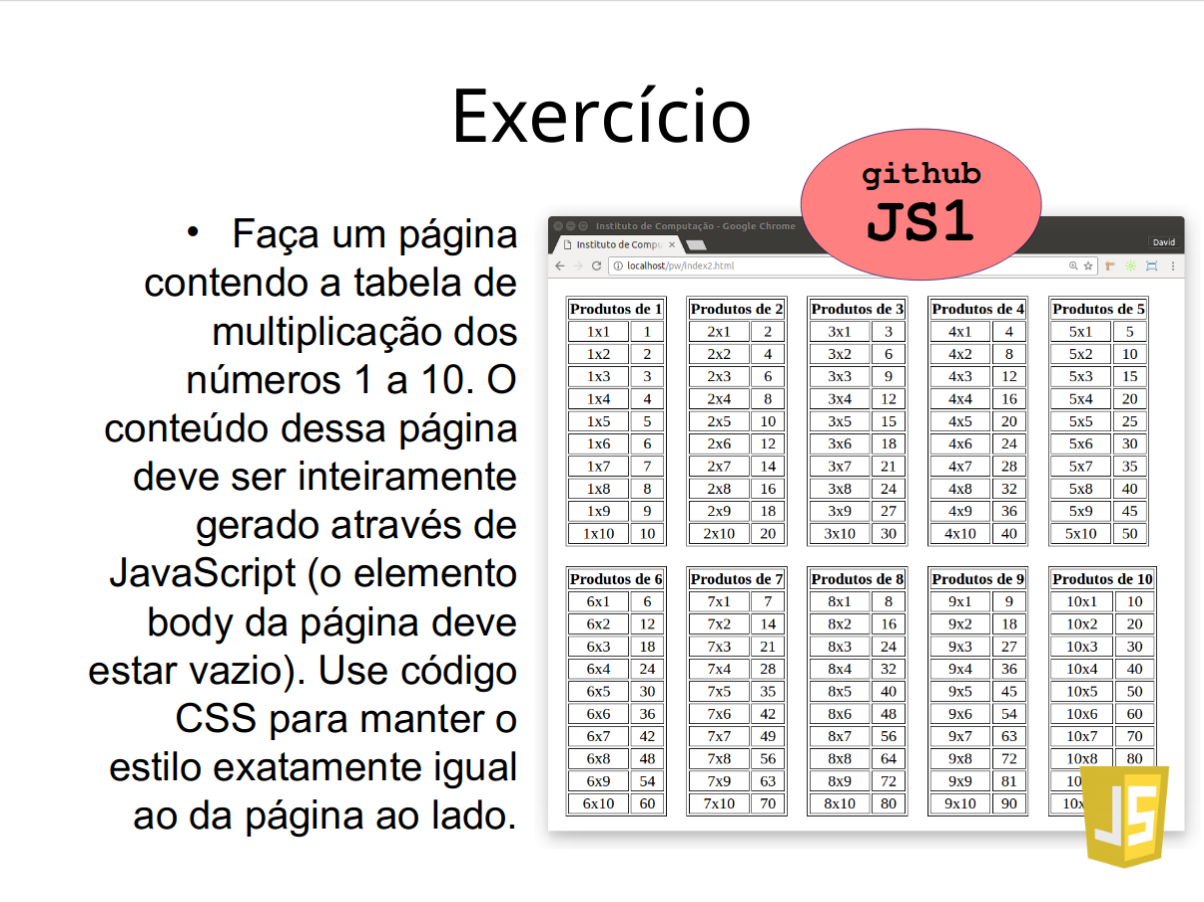 Exercício
github
JS1
• Faça um página
contendo a tabela de
multiplicação dos
números 1 a 10. O
conteúdo dessa página
deve ser inteiramente
gerado através de
JavaScript (o elemento
body da página deve
estar vazio). Use código
CSS para manter o
estilo exatamente igual
ao da página ao lado.
Instituto de Computação - Google Chrome
Instituto de Compu
David
localhost/pw/index2.html
Produtos de 1 Produtos de 2 Produtos de 3 Produtos de 4 Produtos de 5
1x1 1 2x1 2 3x1 3 4x1 4 5x1 5
1x2 2 2x2 4 3x2 6 4x2 8 5x2 10
1x3 3 2x3 6 3x3 9 4x3 12 5x3 15
1x4 4 2x4 8 3x4 12 4x4 16 5x4 20
1x5 5 2x5 10 3x5 15 4x5 20 5x5 25
1x6 6 2x6 12 3x6 18 4x6 24 5x6 30
1x7 7 2x7 14 3x7 21 4x7 28 5x7 35
1x8 8 2x8 16 3x8 24 4x8 32 5x8 40
1x9 9 2x9 18 3x9 27 4x9 36 5x9 45
1x10 10 2x10 20 3x10 30 4x10 40 5x10 50
Produtos de 6 Produtos de 7 Produtos de 8 Produtos de 9 Produtos de 10
6x1 6 7x1 7 8x1 8 9x1 9 10x1 10
6x2 12 7x2 14 8x2 16 9x2 18 10x2 20
6x3 18 7x3 21 8x3 24 9x3 27 10x3 30
6x4 24 7x4 28 8x4 32 9x4 36 10x4 40
6x5 30 7x5 35 8x5 40 9x5 45 10x5 50
6x6 36 7x6 42 8x6 48 9x6 54 10x6 60
6x7 42 7x7 49 8x7 56 9x7 63 10x7 70
6x8 48 7x8 56 8x8 64 9x8 72 10x8 80
6x9 54 7x9 63 8x9 72 9x9 81
6x10 60 7x10 70 8x10 80 9x10 90
JS